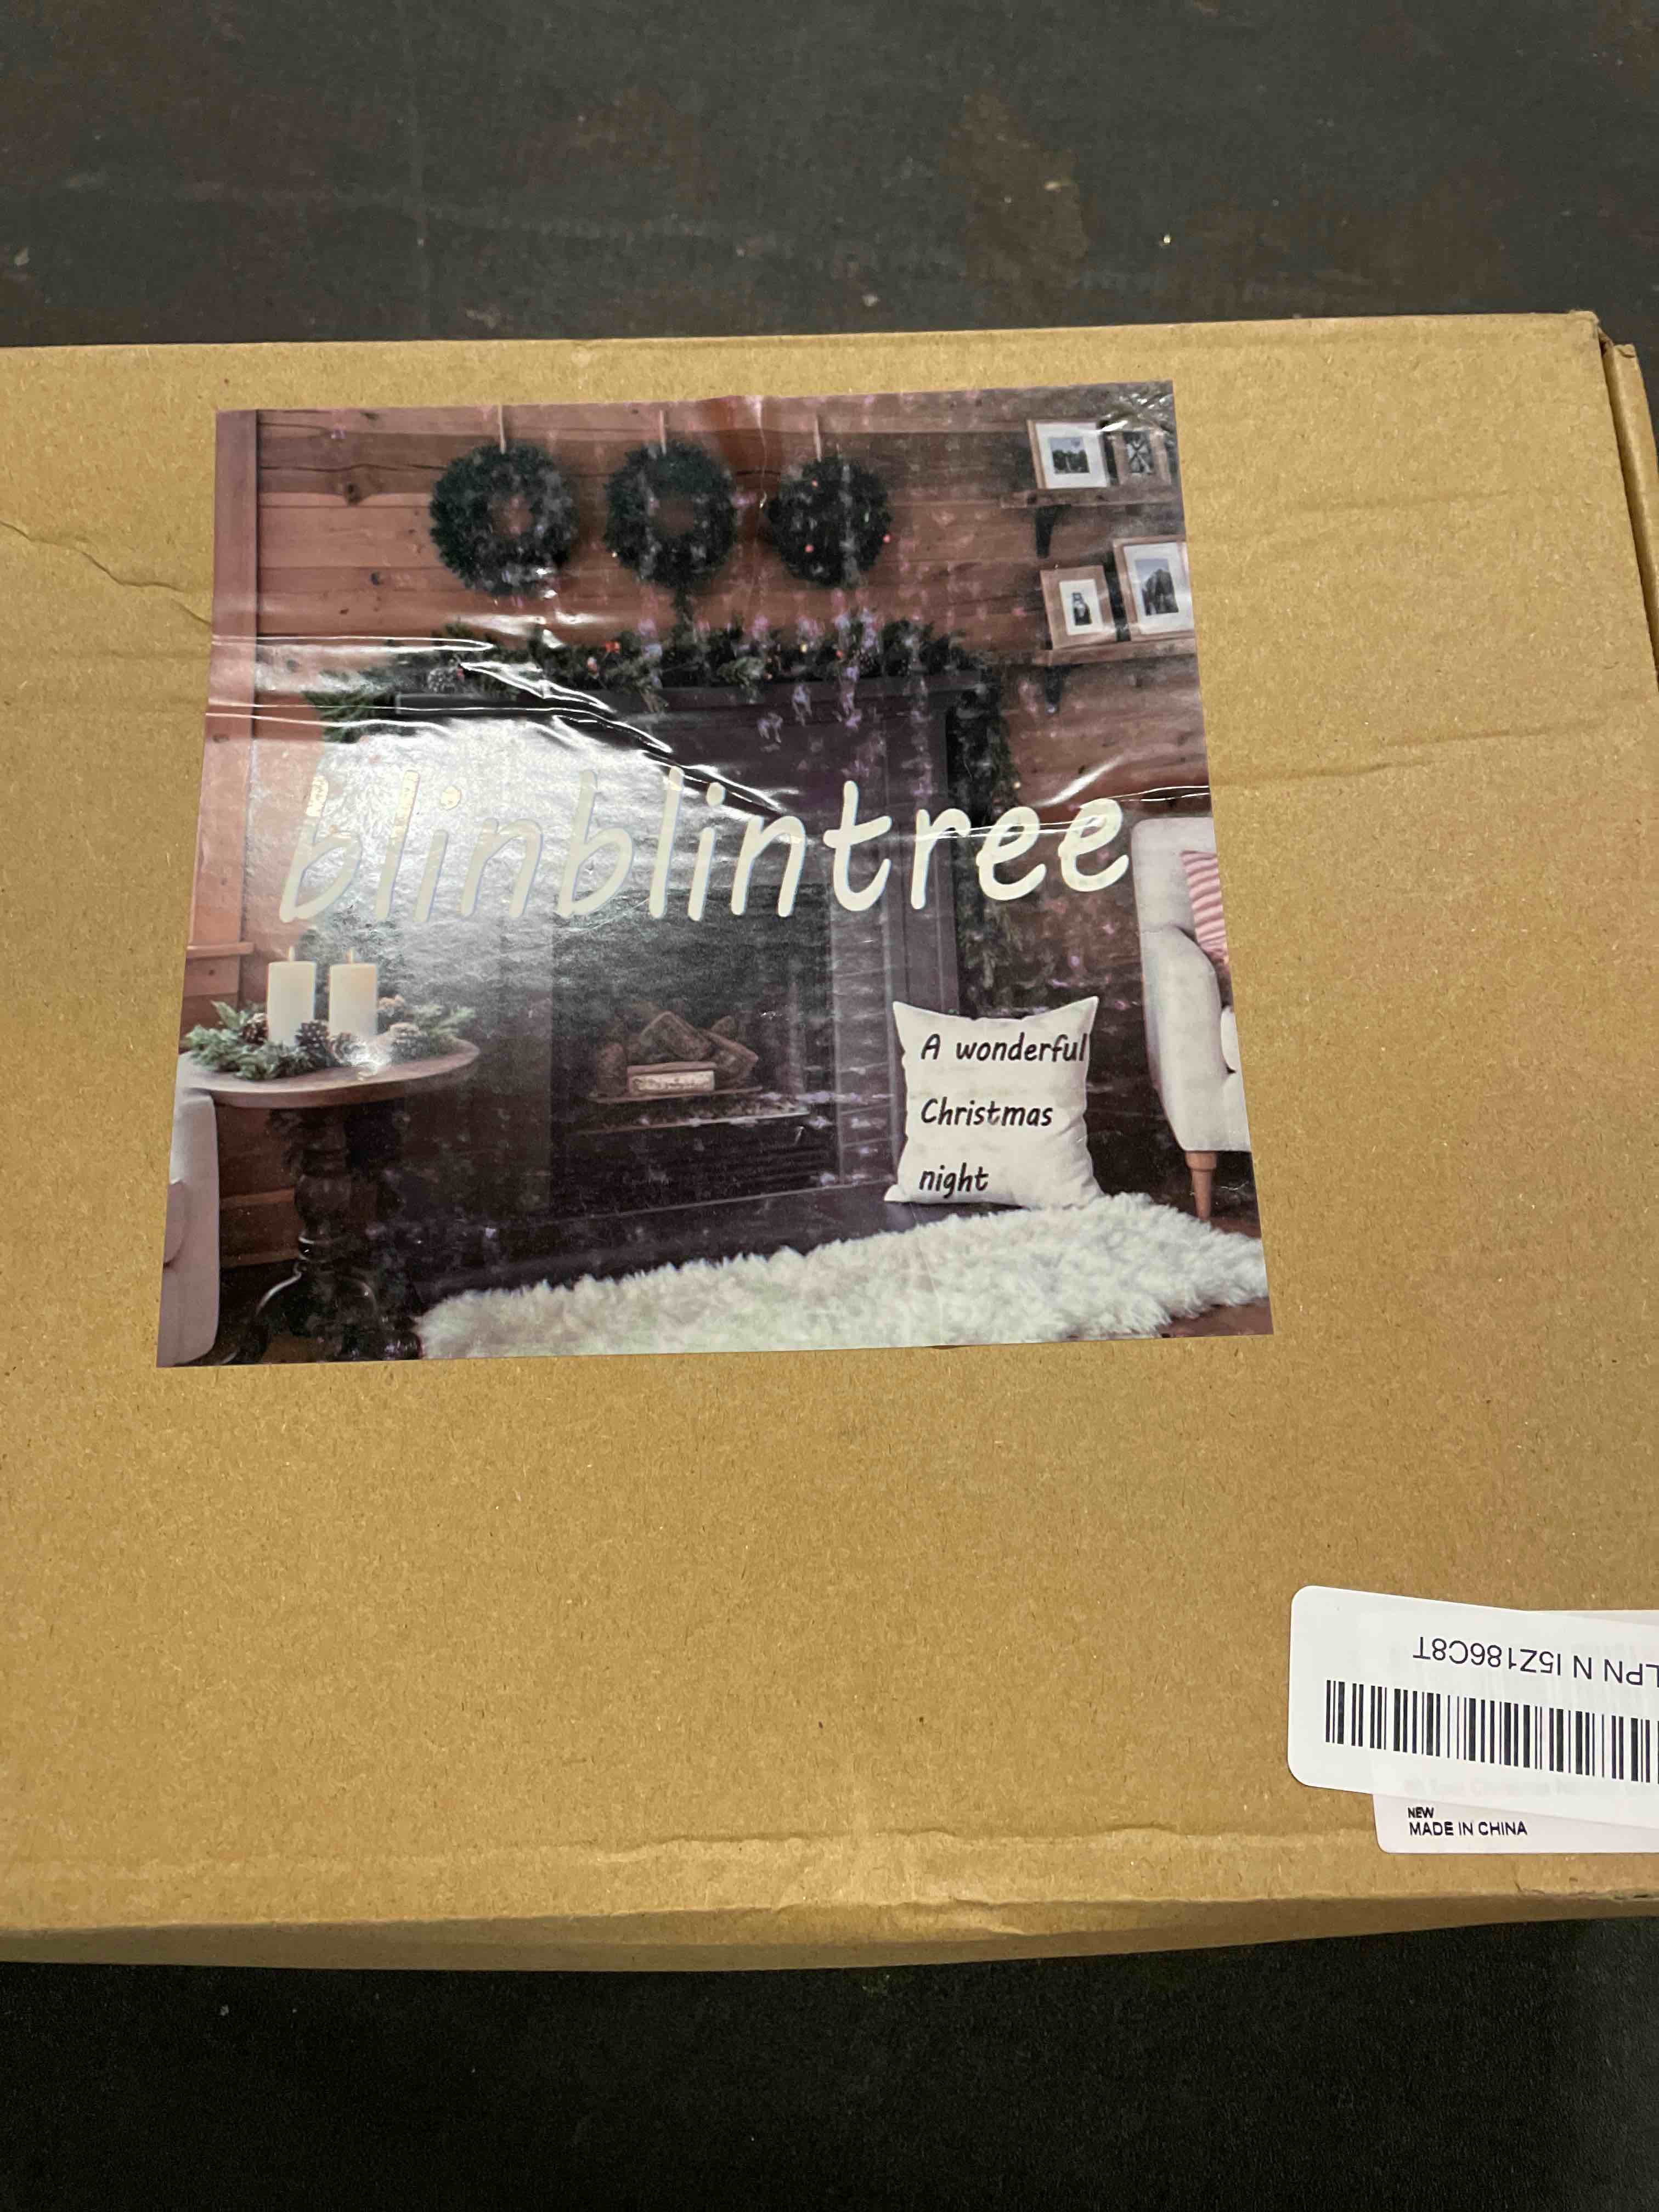 blinblintree
A wonderful
Christmas
night
LPN N I5Z186C8T
NEW
MADE IN CHINA